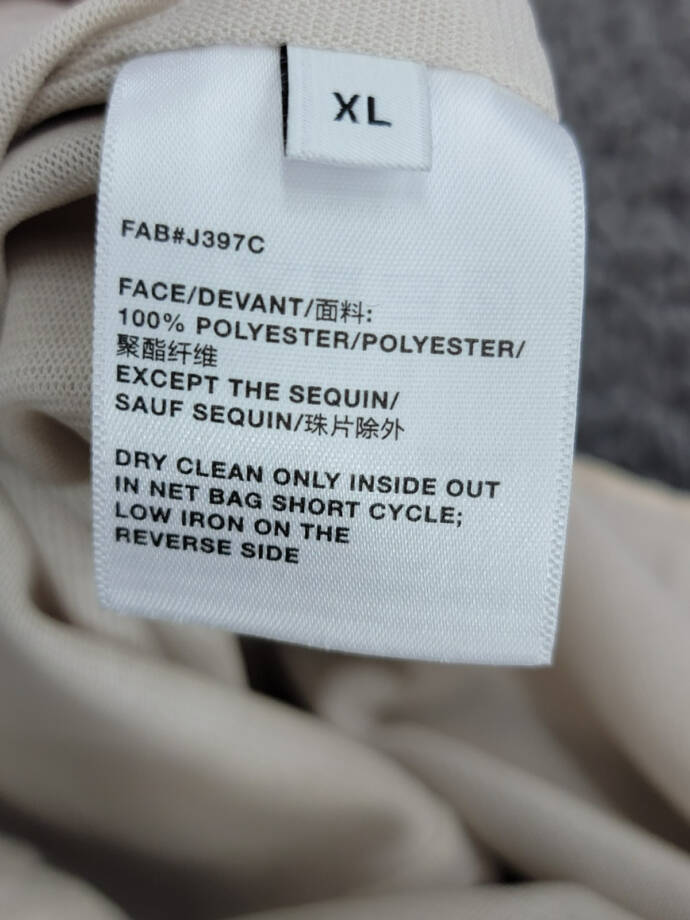 XL
FAB#J397C
FACE/DEVANT/面料:
100% POLYESTER/POLYESTER/
聚酯纤维
EXCEPT THE SEQUIN/
SAUF SEQUIN/珠片除外
DRY CLEAN ONLY INSIDE OUT
IN NET BAG SHORT CYCLE;
LOW IRON ON THE
REVERSE SIDE